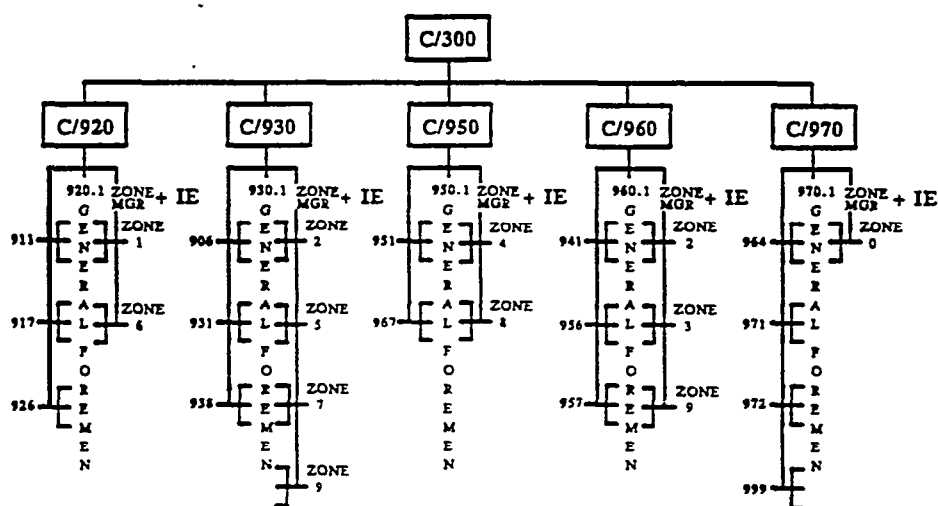 C/300
C/920
C/930
C/950
C/960
C/970
920.1 ZONE MGR + IE
GENERAL FOREMEN
911
ZONE 1
917
ZONE 6
926
930.1 ZONE MGR + IE
GENERAL FOREMEN
906
ZONE 2
931
ZONE 5
938
ZONE 7
ZONE 9
950.1 ZONE MGR + IE
GENERAL FOREMEN
951
ZONE 4
967
ZONE 8
960.1 ZONE MGR + IE
GENERAL FOREMEN
941
ZONE 2
956
ZONE 3
957
ZONE 9
970.1 ZONE MGR + IE
GENERAL FOREMEN
964
ZONE 0
971
972
999